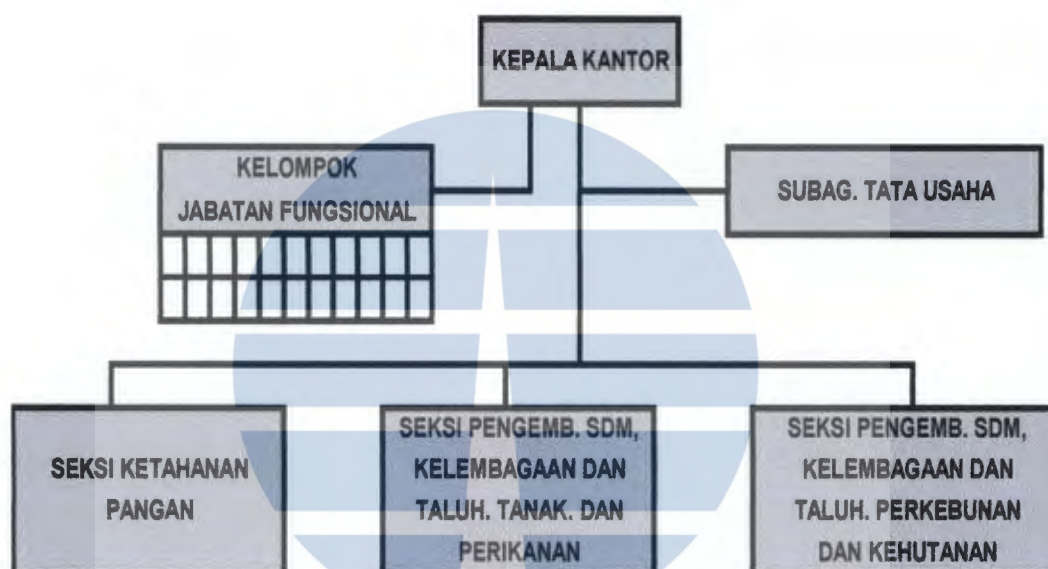 KEPALA KANTOR
KELOMPOK
JABATAN FUNGSIONAL
SUBAG. TATA USAHA
SEKSI KETAHANAN
PANGAN
SEKSI PENGEMB. SDM,
KELEMBAGAAN DAN
TALUH. TANAK. DAN
PERIKANAN
SEKSI PENGEMB. SDM,
KELEMBAGAAN DAN
TALUH. PERKEBUNAN
DAN KEHUTANAN